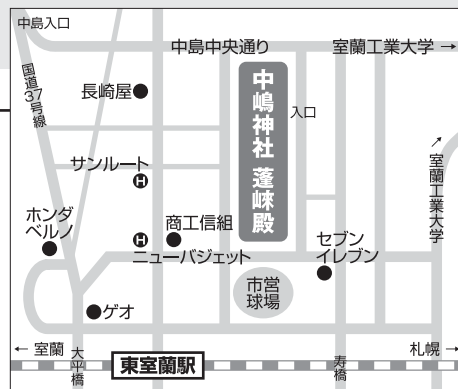 中島入口
中島中央通り
室蘭工業大学→
国道37号線
長崎屋
中嶋神社 蓬崍殿
入口
サンルート
H
↗室蘭工業大学
ホンダ
ベルノ
H
商工信組
ニューバジェット
セブン
イレブン
市営
球場
ゲオ
←室蘭
大平橋
東室蘭駅
寿橋
札幌→